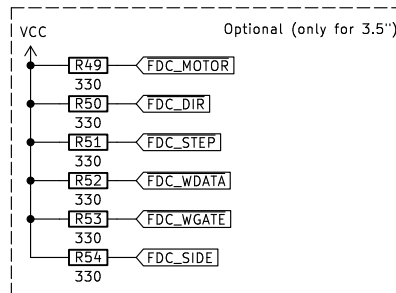 VCC Optional (only for 3.5")
R49 FDC_MOTOR
330
R50 FDC_DIR
330
R51 FDC_STEP
330
R52 FDC_WDATA
330
R53 FDC_WGATE
330
R54 FDC_SIDE
330